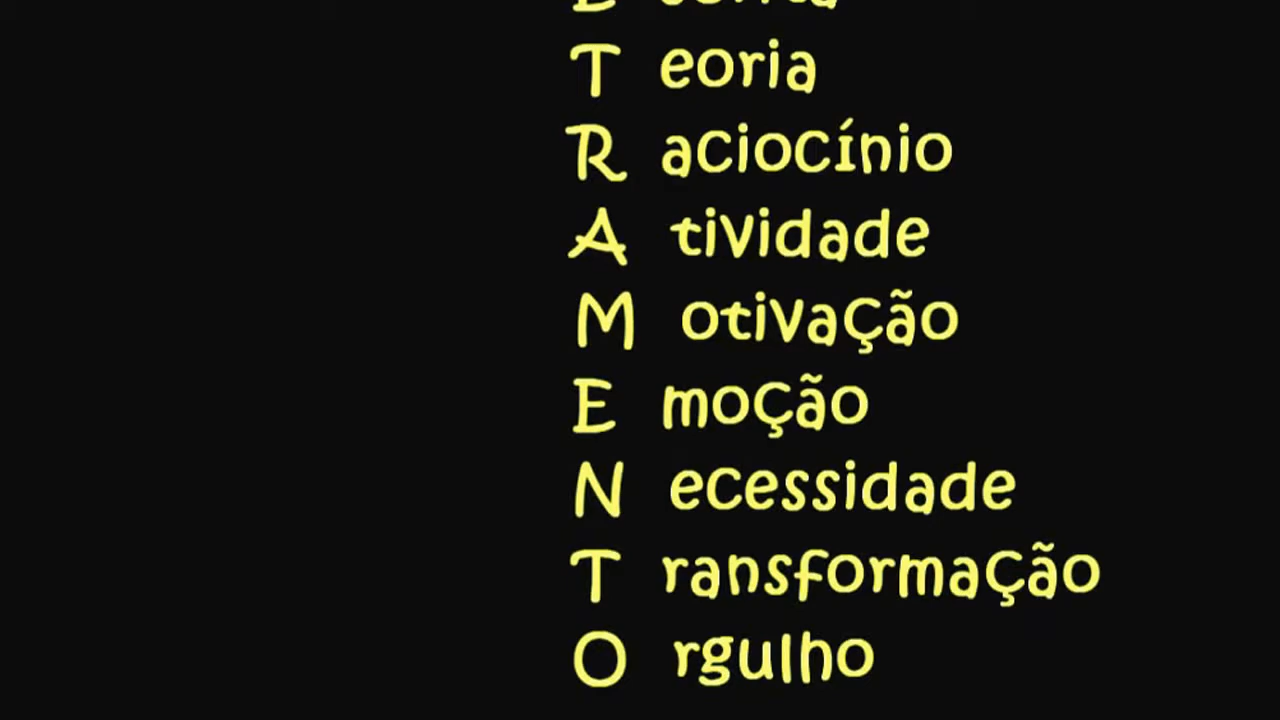 T eoria
R aciocínio
A tividade
M otivação
E moção
N ecessidade
T ransformação
O rgulho